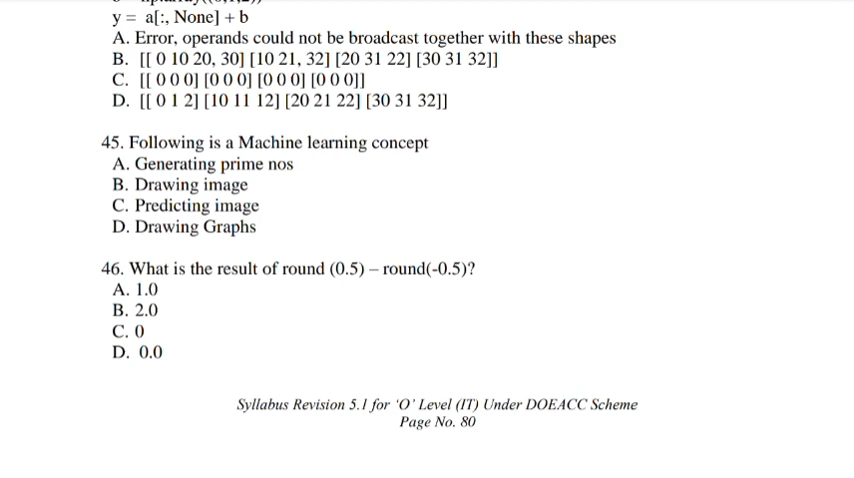 y = a[:, None] + b
A. Error, operands could not be broadcast together with these shapes
B. [[ 0 10 20, 30] [10 21, 32] [20 31 22] [30 31 32]]
C. [[ 0 0 0] [0 0 0] [0 0 0] [0 0 0]]
D. [[ 0 1 2] [10 11 12] [20 21 22] [30 31 32]]
45. Following is a Machine learning concept
A. Generating prime nos
B. Drawing image
C. Predicting image
D. Drawing Graphs
46. What is the result of round (0.5) – round(-0.5)?
A. 1.0
B. 2.0
C. 0
D. 0.0
Syllabus Revision 5.1 for 'O' Level (IT) Under DOEACC Scheme
Page No. 80